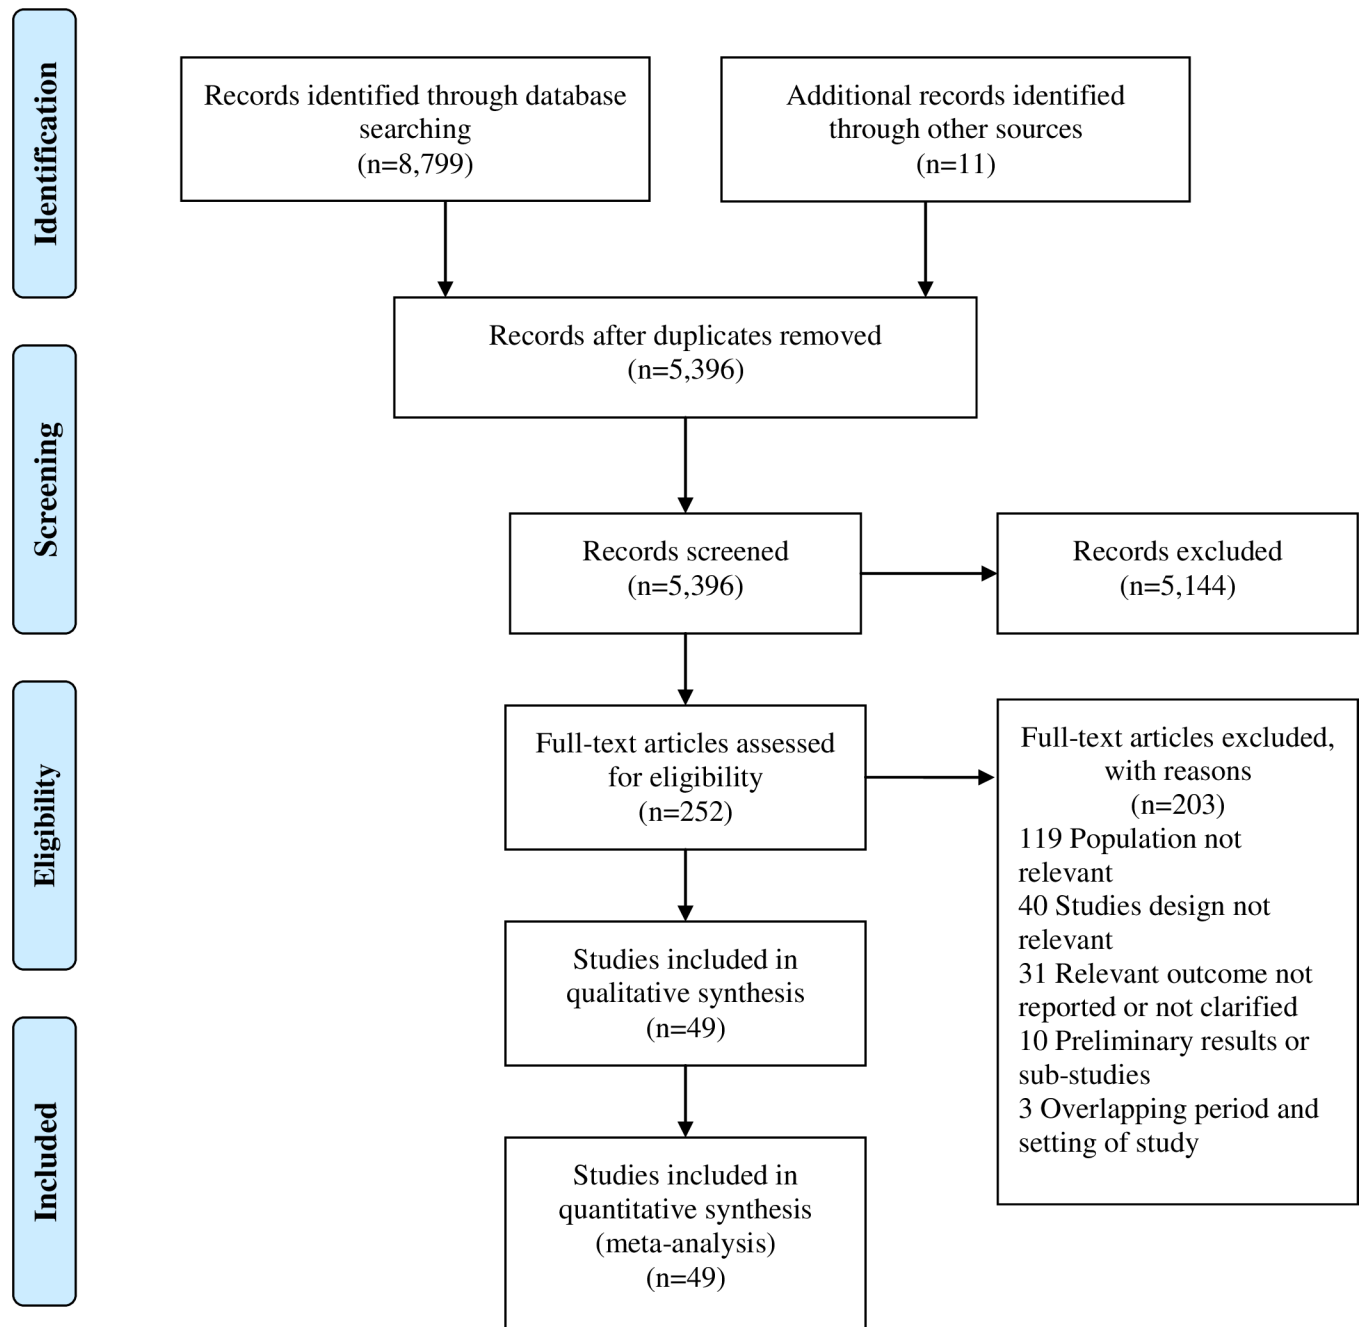 Identification
Records identified through database
searching
(n=8,799)
Additional records identified
through other sources
(n=11)
Records after duplicates removed
(n=5,396)
Screening
Records screened
(n=5,396)
Records excluded
(n=5,144)
Eligibility
Full-text articles assessed
for eligibility
(n=252)
Full-text articles excluded,
with reasons
(n=203)
119 Population not
relevant
40 Studies design not
relevant
31 Relevant outcome not
reported or not clarified
10 Preliminary results or
sub-studies
3 Overlapping period and
setting of study
Studies included in
qualitative synthesis
(n=49)
Included
Studies included in
quantitative synthesis
(meta-analysis)
(n=49)